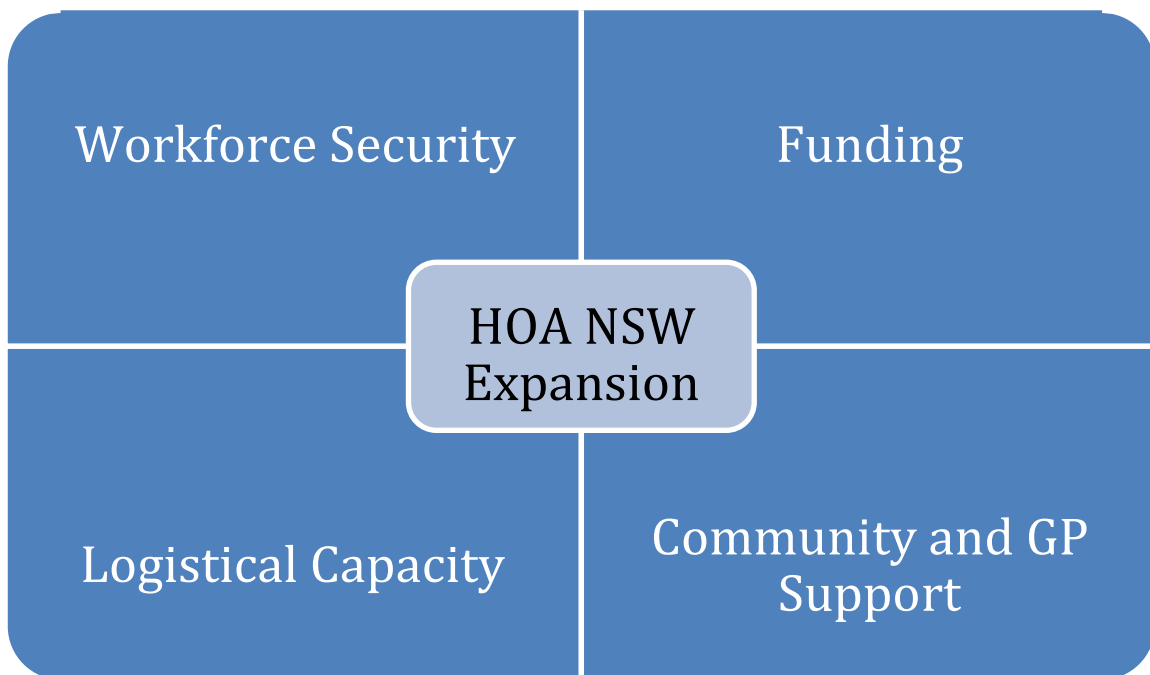 Workforce Security
Funding
HOA NSW
Expansion
Logistical Capacity
Community and GP
Support